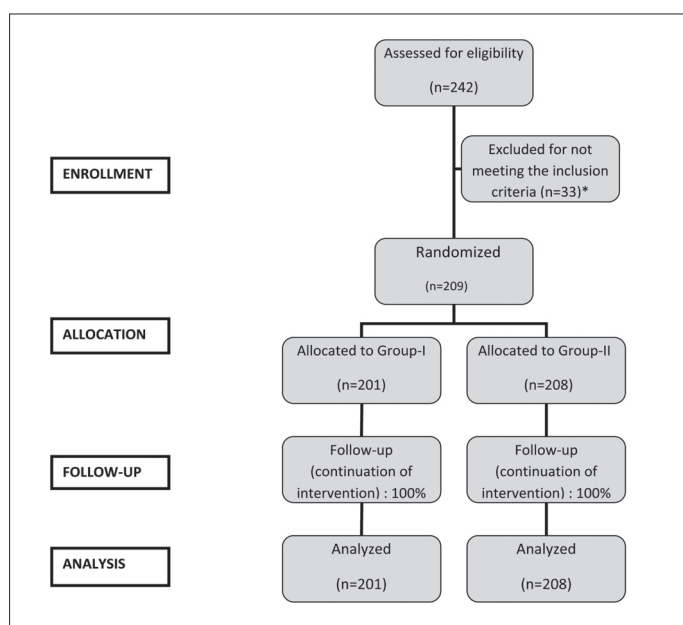 Assessed for eligibility
(n=242)
ENROLLMENT
Excluded for not
meeting the inclusion
criteria (n=33)*
Randomized
(n=209)
ALLOCATION
Allocated to Group-I
(n=201)
Allocated to Group-II
(n=208)
FOLLOW-UP
Follow-up
(continuation of
intervention) : 100%
Follow-up
(continuation of
intervention) : 100%
ANALYSIS
Analyzed
(n=201)
Analyzed
(n=208)